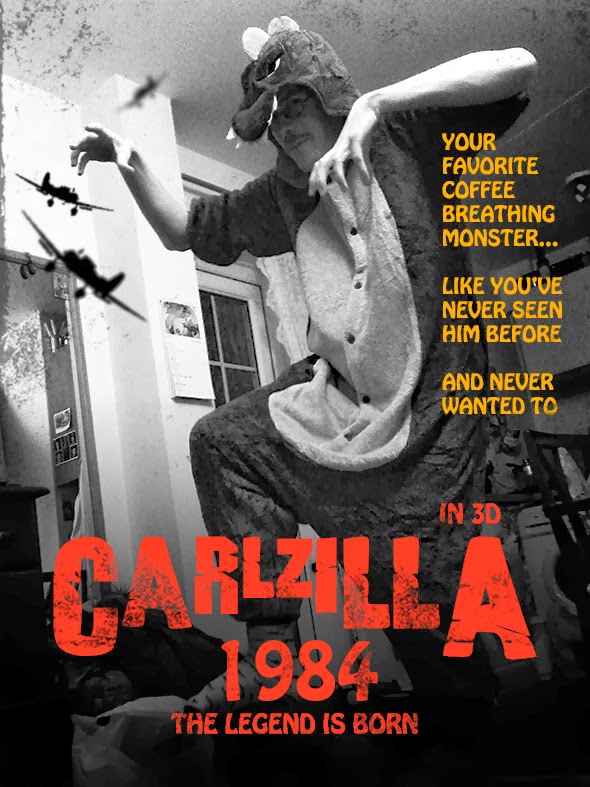 YOUR
FAVORITE
COFFEE
BREATHING
MONSTER...
LIKE YOU'VE
NEVER SEEN
HIM BEFORE
AND NEVER
WANTED TO
IN 3D
CARLZILLA
1984
THE LEGEND IS BORN